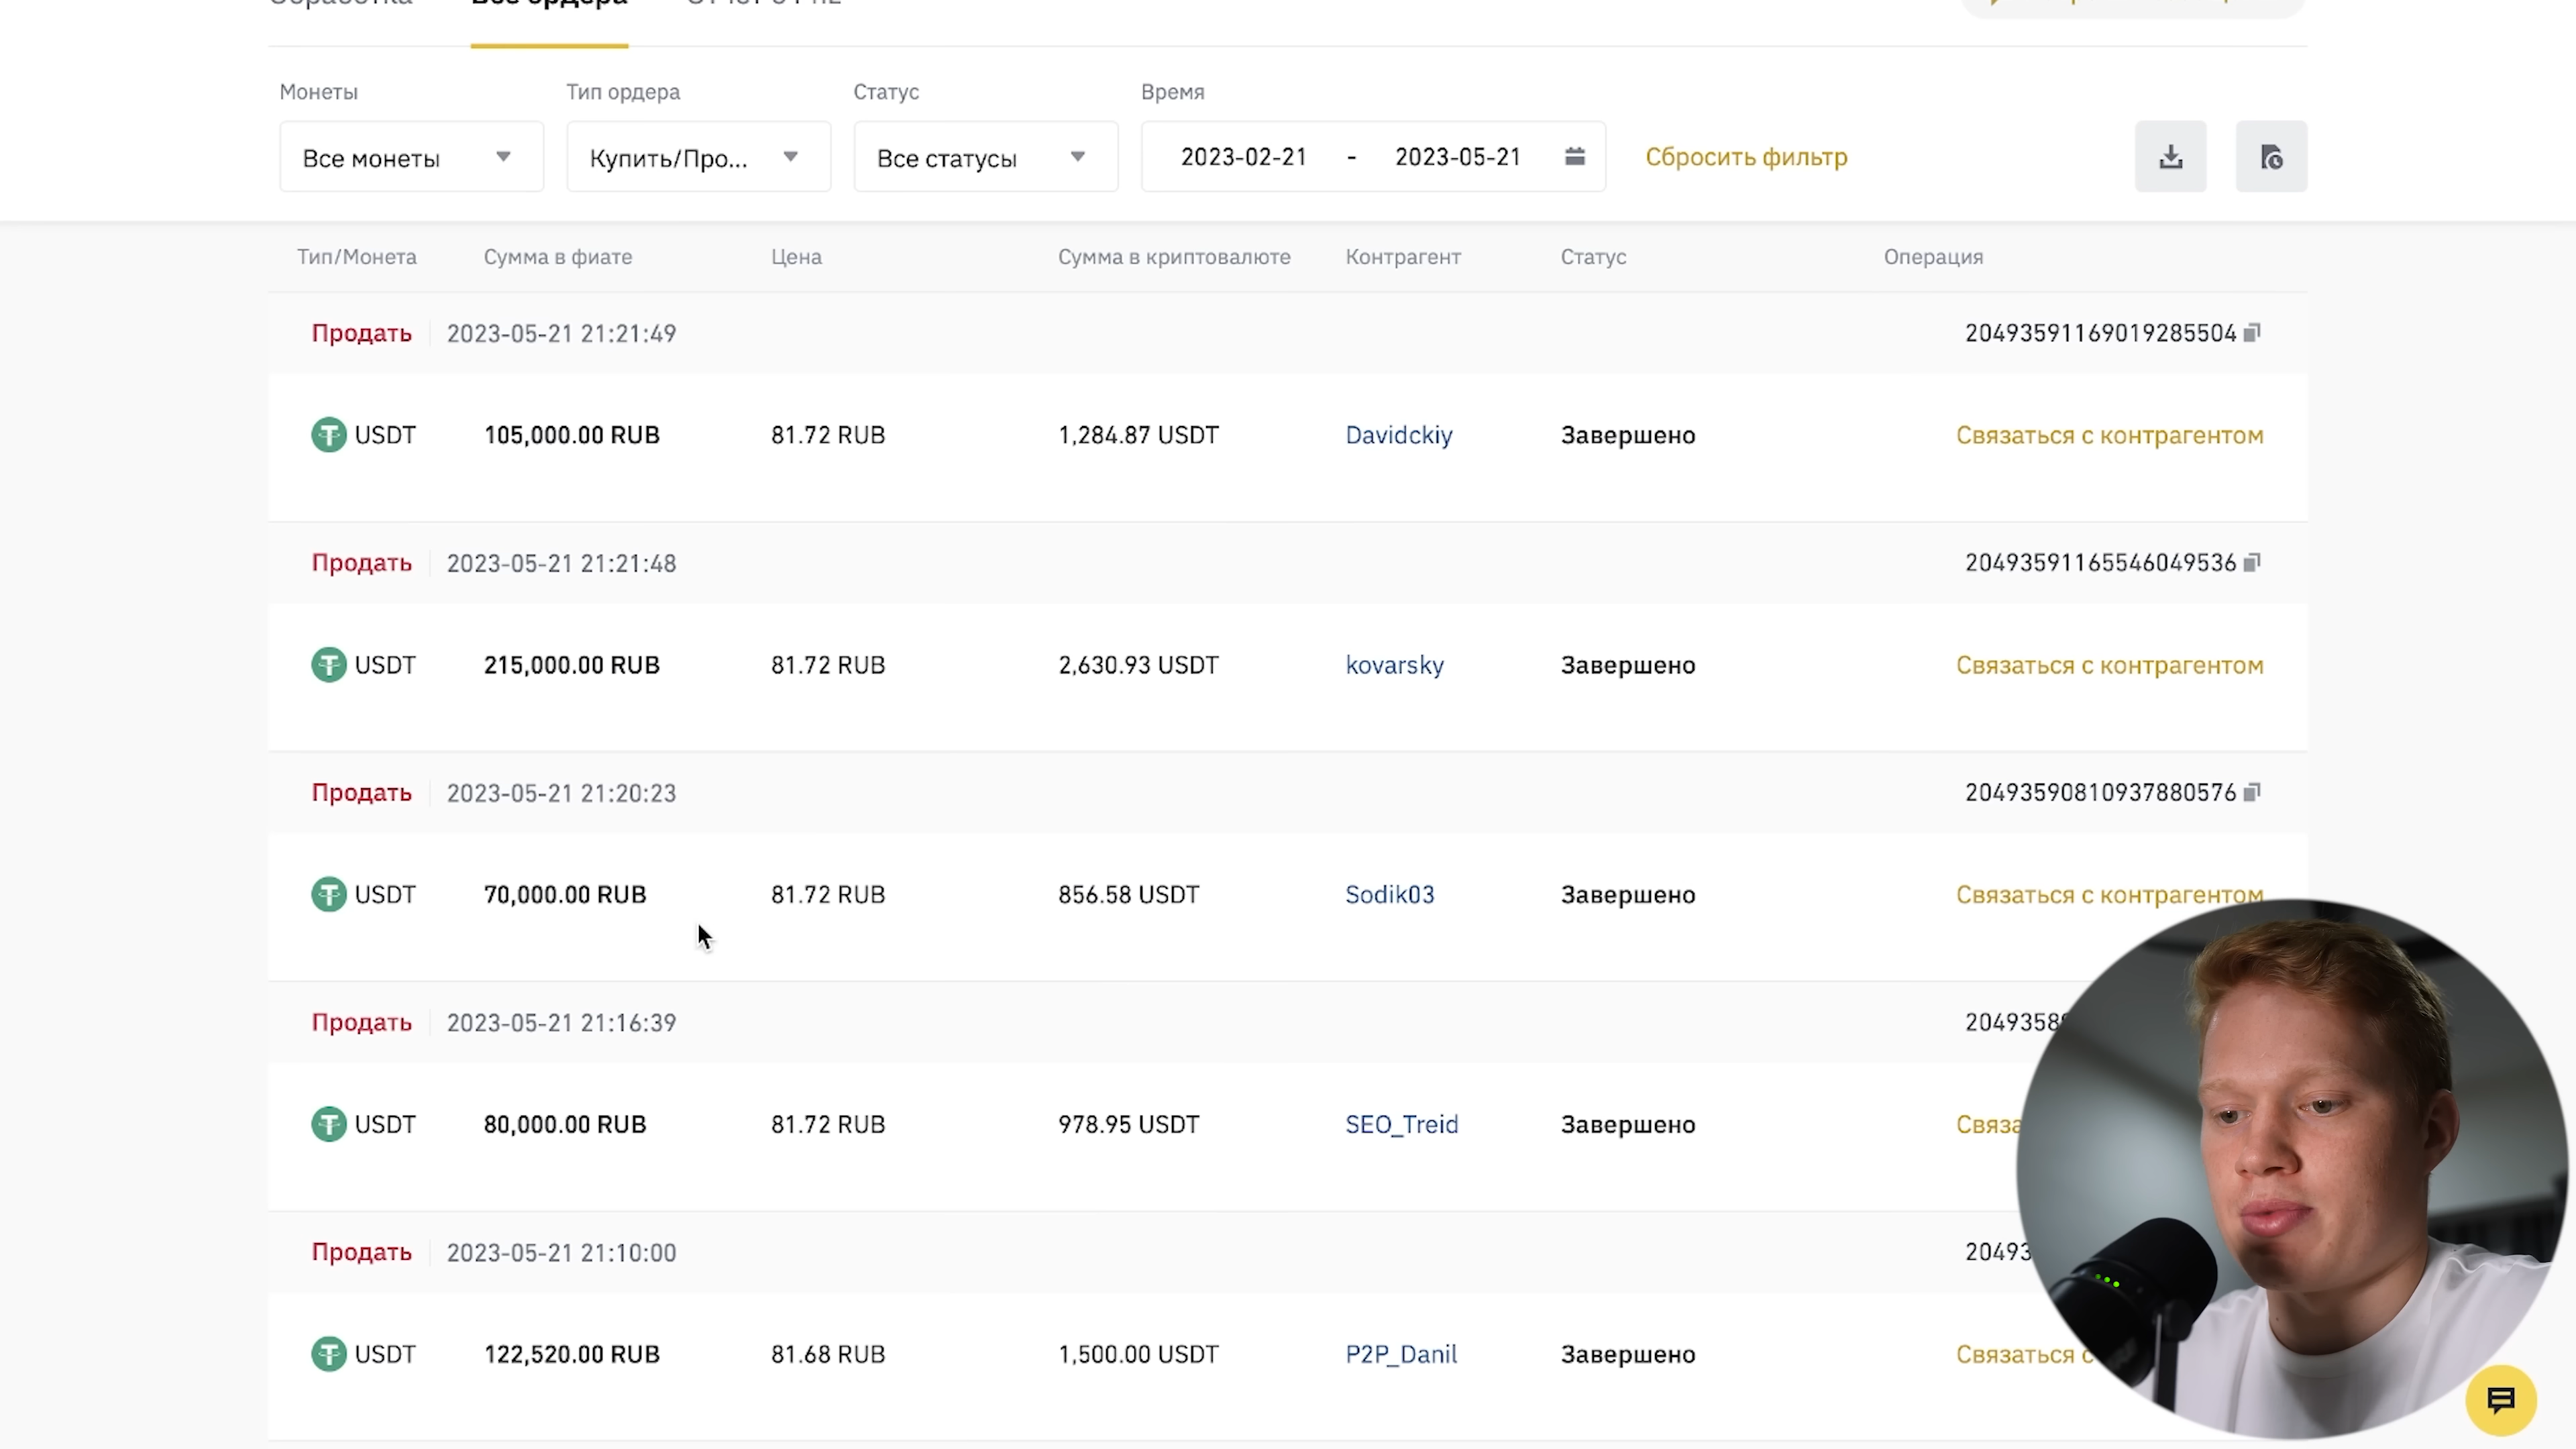 Все ордера
Монеты Тип ордера Статус Время
Все монеты Купить/Про... Все статусы 2023-02-21 - 2023-05-21 Сбросить фильтр
Тип/Монета Сумма в фиате Цена Сумма в криптовалюте Контрагент Статус Операция
Продать 2023-05-21 21:21:49 20493591169019285504
USDT 105,000.00 RUB 81.72 RUB 1,284.87 USDT Davidckiy Завершено Связаться с контрагентом
Продать 2023-05-21 21:21:48 20493591165546049536
USDT 215,000.00 RUB 81.72 RUB 2,630.93 USDT kovarsky Завершено Связаться с контрагентом
Продать 2023-05-21 21:20:23 20493590810937880576
USDT 70,000.00 RUB 81.72 RUB 856.58 USDT Sodik03 Завершено Связаться с контрагентом
Продать 2023-05-21 21:16:39 2049358
USDT 80,000.00 RUB 81.72 RUB 978.95 USDT SEO_Treid Завершено Связа
Продать 2023-05-21 21:10:00 20493
USDT 122,520.00 RUB 81.68 RUB 1,500.00 USDT P2P_Danil Завершено Связаться с